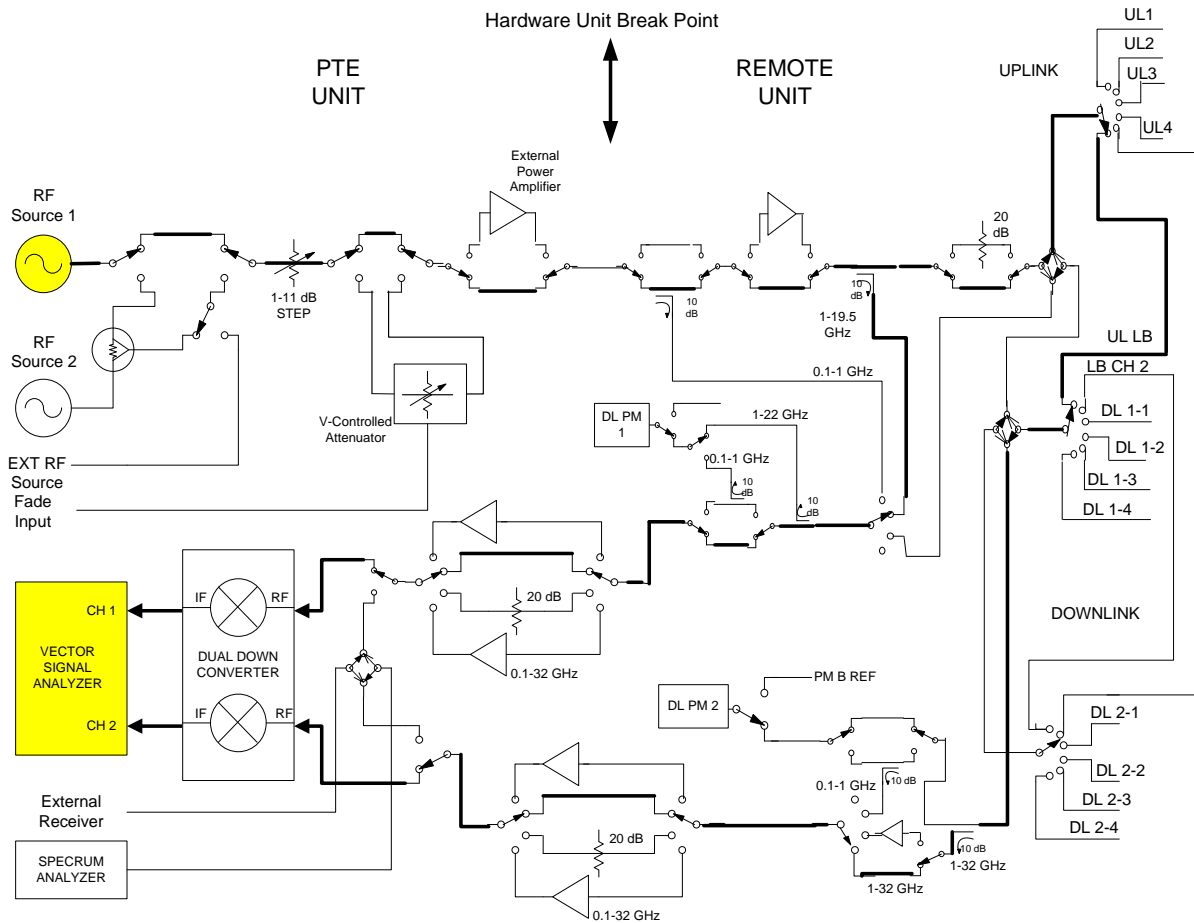 Hardware Unit Break Point
PTE
UNIT
REMOTE
UNIT
UPLINK
UL1
UL2
UL3
UL4
External
Power
Amplifier
RF
Source 1
20
dB
1-11 dB
STEP
10
dB
10
dB
1-19.5
GHz
RF
Source 2
UL LB
0.1-1 GHz
LB CH 2
V-Controlled
Attenuator
DL PM
1
1-22 GHz
DL 1-1
DL 1-2
DL 1-3
DL 1-4
EXT RF
Source
Fade
Input
0.1-1 GHz
10
dB
10
dB
CH 1
IF
RF
20 dB
DOWNLINK
VECTOR
SIGNAL
ANALYZER
DUAL DOWN
CONVERTER
0.1-32 GHz
CH 2
IF
RF
DL PM 2
PM B REF
DL 2-1
DL 2-2
DL 2-3
DL 2-4
0.1-1 GHz
10 dB
External
Receiver
20 dB
10 dB
1-32 GHz
1-32 GHz
SPECRUM
ANALYZER
0.1-32 GHz